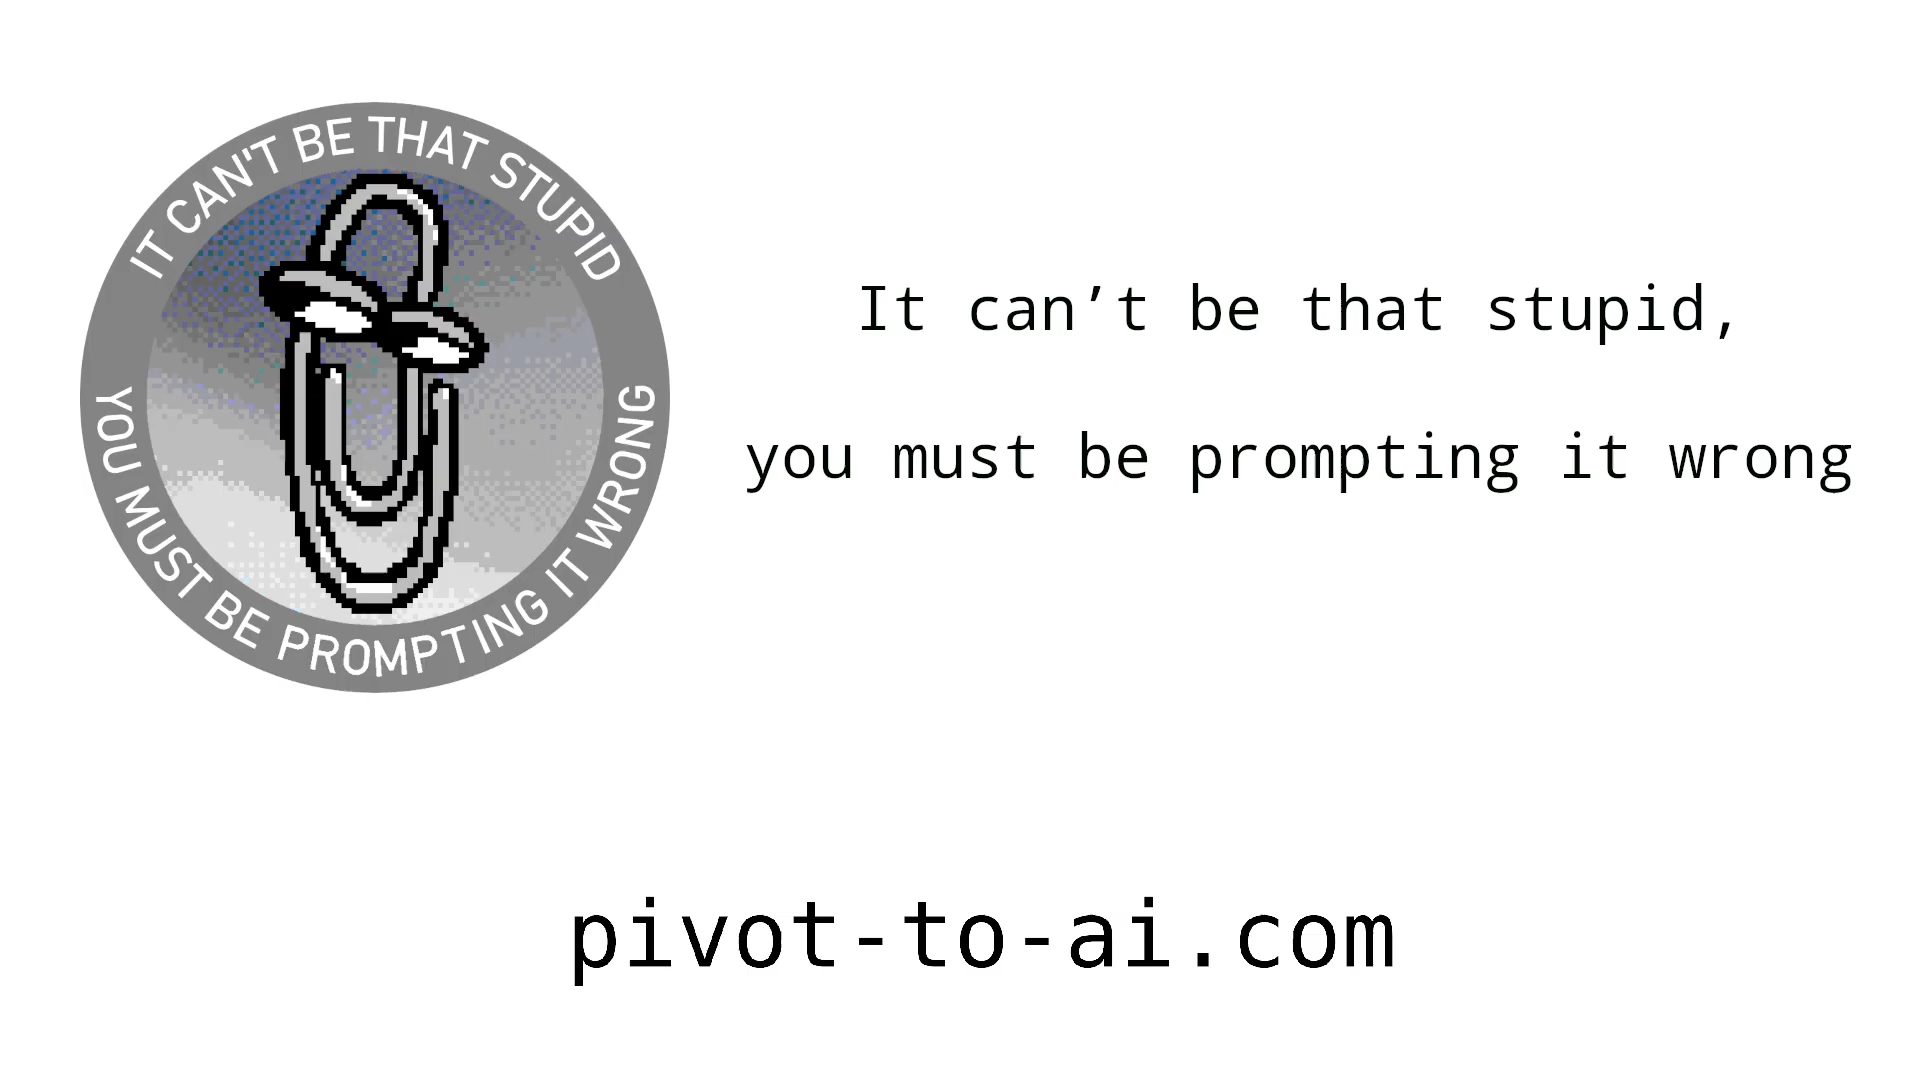 IT CAN'T BE THAT STUPID
YOU MUST BE PROMPTING IT WRONG
It can’t be that stupid,
you must be prompting it wrong
pivot-to-ai.com